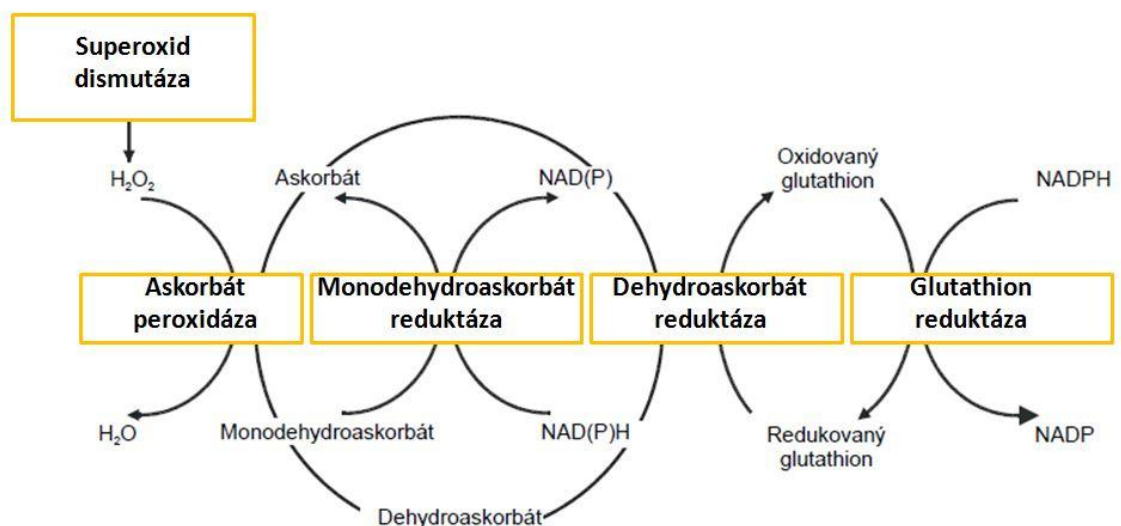 Superoxid
dismutáza
H₂O₂
Askorbát
NAD(P)
Oxidovaný
glutathion
NADPH
Askorbát
peroxidáza
Monodehydroaskorbát
reduktáza
Dehydroaskorbát
reduktáza
Glutathion
reduktáza
H₂O
Monodehydroaskorbát
NAD(P)H
Redukovaný
glutathion
NADP
Dehydroaskorbát